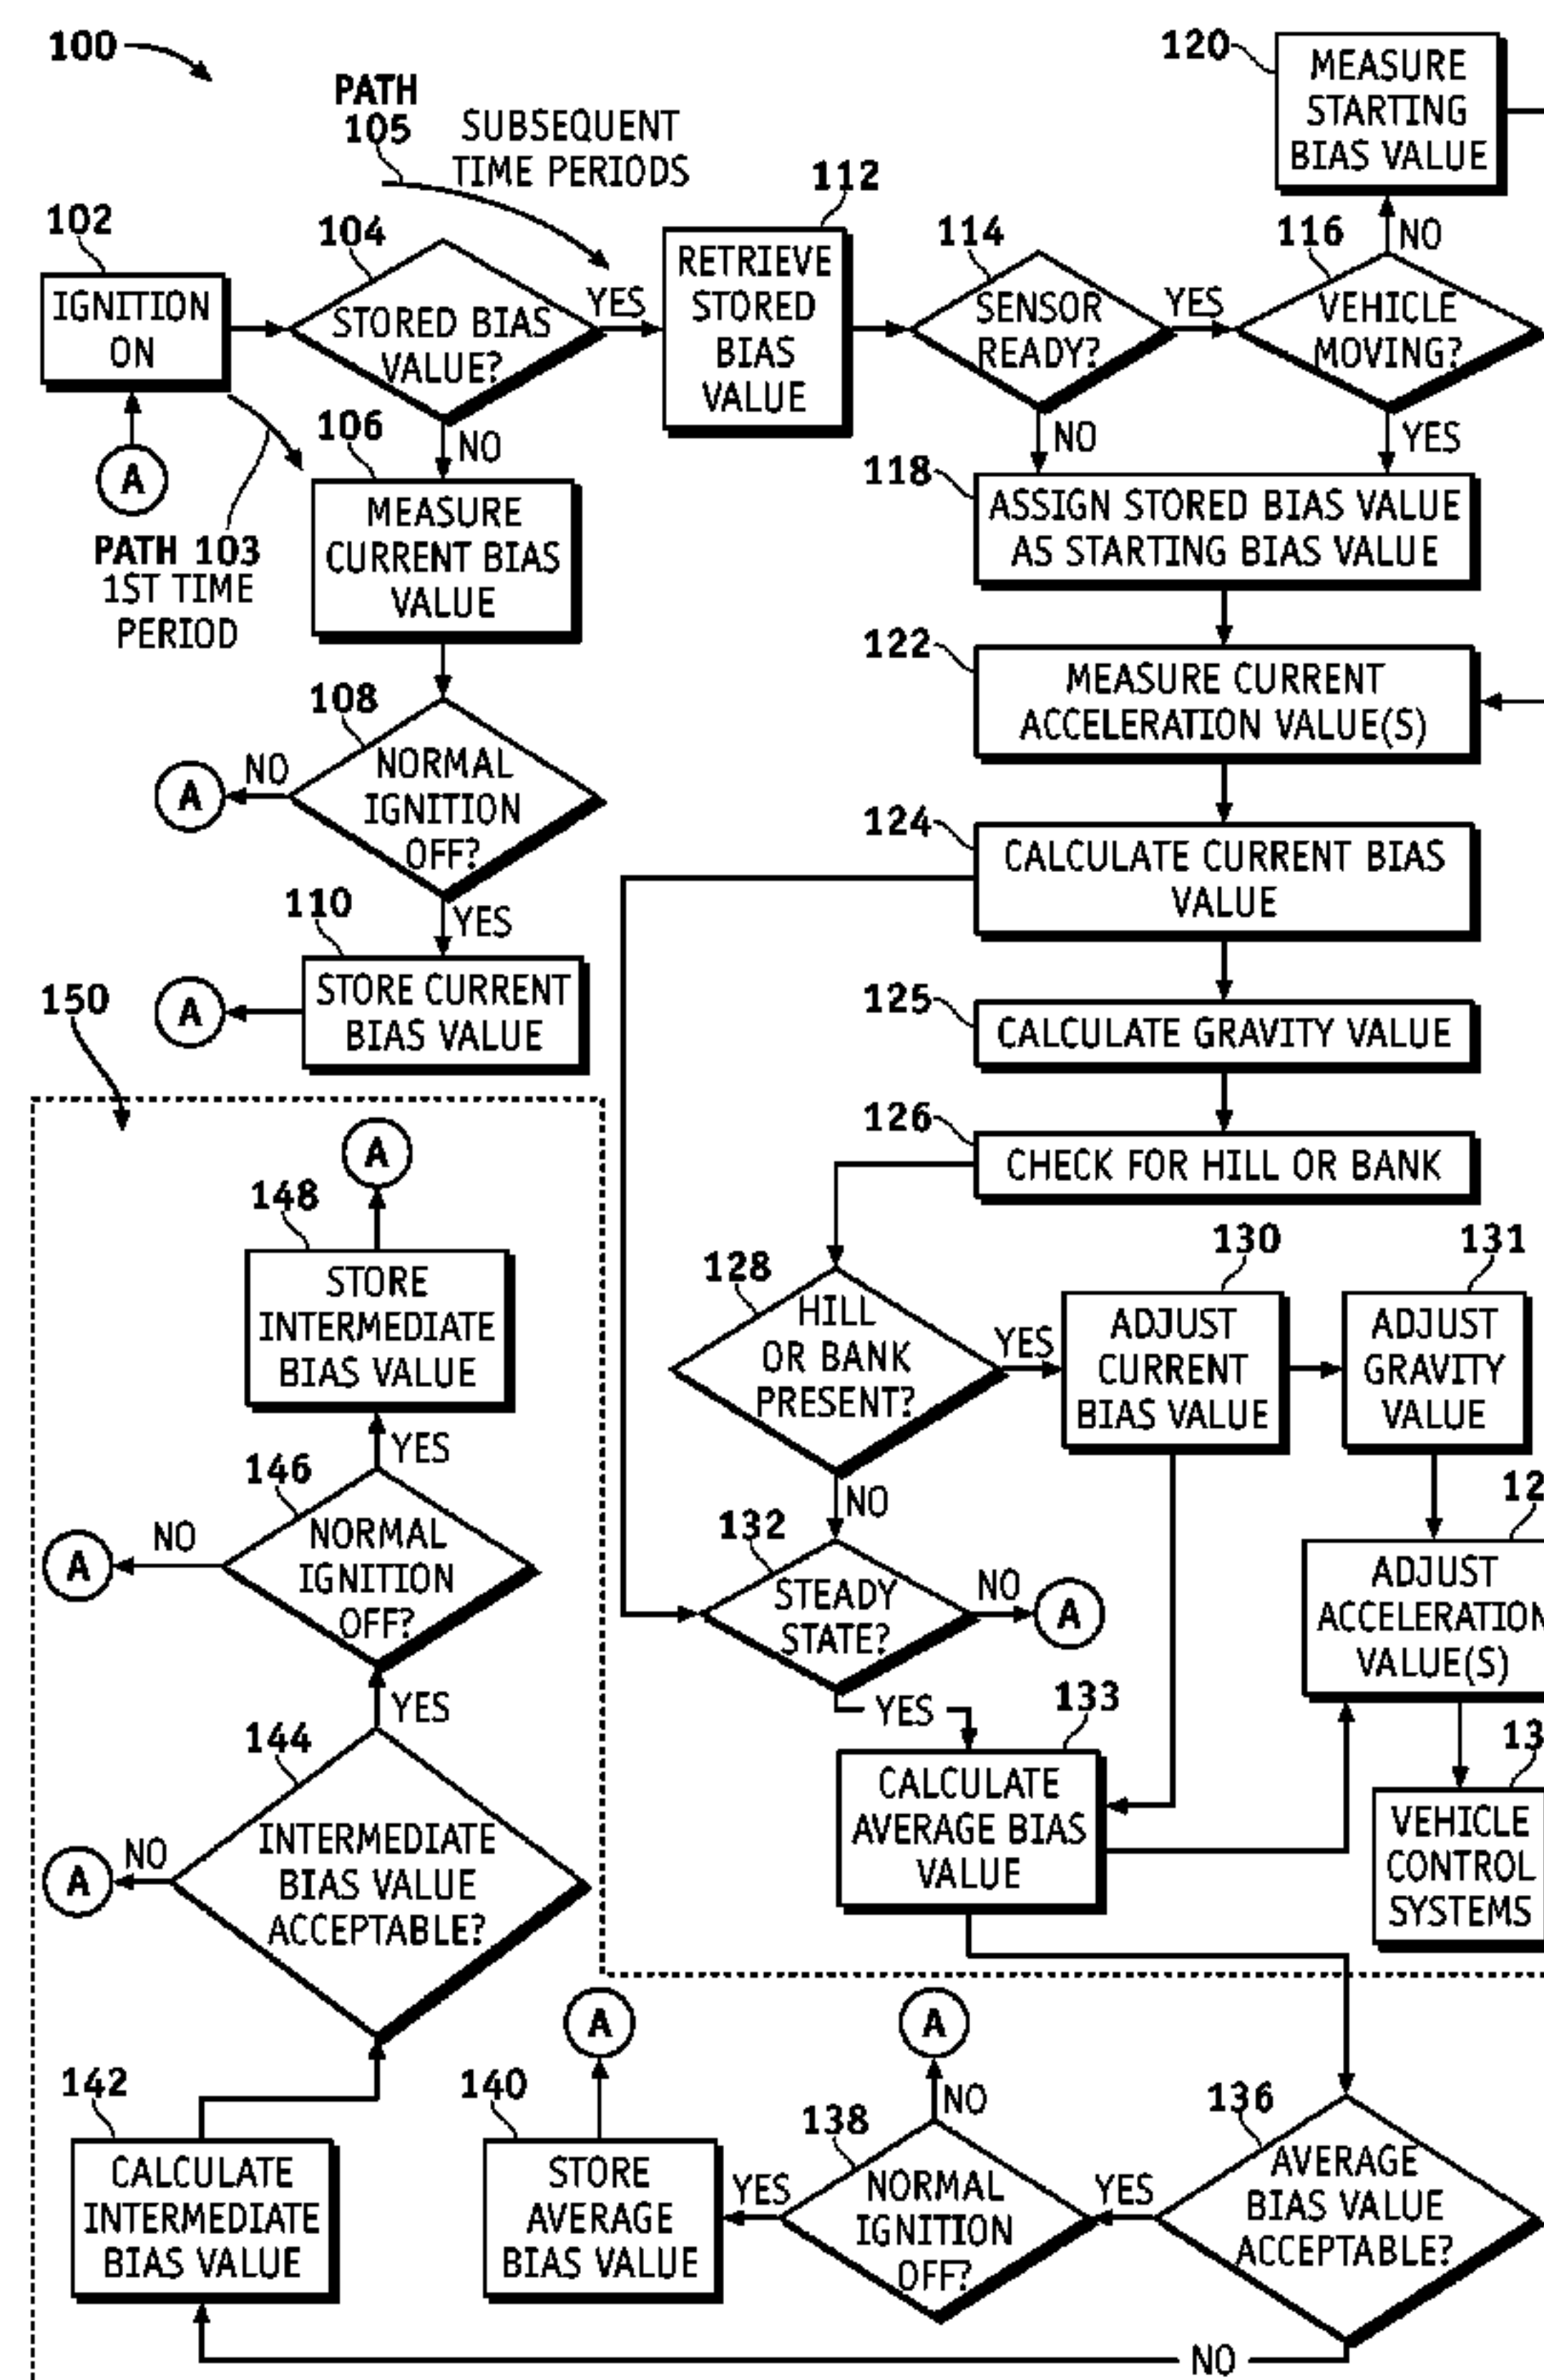 100
PATH
105
SUBSEQUENT
TIME PERIODS
120
MEASURE
STARTING
BIAS VALUE
102
IGNITION
ON
104
STORED BIAS
VALUE?
YES
NO
112
RETRIEVE
STORED
BIAS
VALUE
114
SENSOR
READY?
YES
NO
116
VEHICLE
MOVING?
NO
YES
A
PATH 103
1ST TIME
PERIOD
106
MEASURE
CURRENT BIAS
VALUE
108
NORMAL
IGNITION
OFF?
NO
A
YES
110
STORE CURRENT
BIAS VALUE
A
118
ASSIGN STORED BIAS VALUE
AS STARTING BIAS VALUE
122
MEASURE CURRENT
ACCELERATION VALUE(S)
124
CALCULATE CURRENT BIAS
VALUE
125
CALCULATE GRAVITY VALUE
126
CHECK FOR HILL OR BANK
128
HILL
OR BANK
PRESENT?
YES
NO
130
ADJUST
CURRENT
BIAS VALUE
131
ADJUST
GRAVITY
VALUE
132
STEADY
STATE?
NO
A
YES
12
ADJUST
ACCELERATION
VALUE(S)
133
CALCULATE
AVERAGE BIAS
VALUE
13
VEHICLE
CONTROL
SYSTEMS
150
A
148
STORE
INTERMEDIATE
BIAS VALUE
YES
146
NORMAL
IGNITION
OFF?
NO
A
YES
144
INTERMEDIATE
BIAS VALUE
ACCEPTABLE?
NO
A
142
CALCULATE
INTERMEDIATE
BIAS VALUE
A
140
STORE
AVERAGE
BIAS VALUE
YES
A
NO
138
NORMAL
IGNITION
OFF?
YES
136
AVERAGE
BIAS VALUE
ACCEPTABLE?
NO